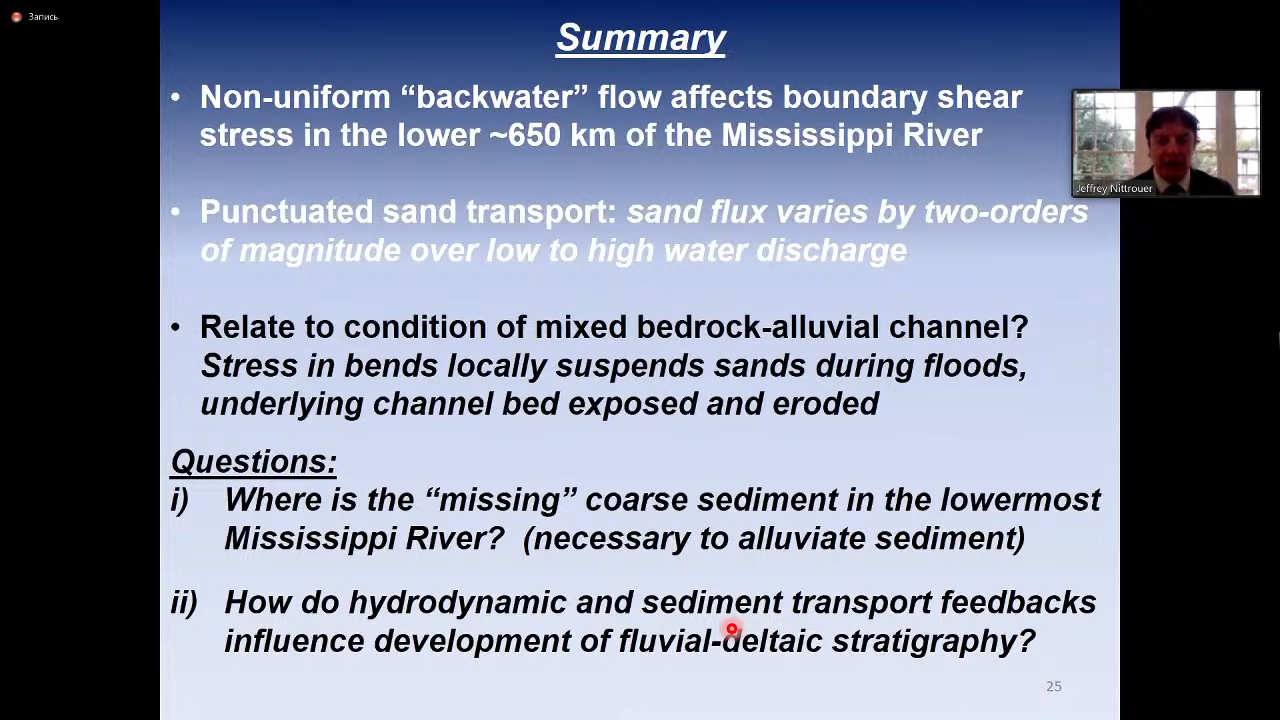 Запись
Summary
• Non-uniform “backwater” flow affects boundary shear
stress in the lower ~650 km of the Mississippi River
• Punctuated sand transport: sand flux varies by two-orders
of magnitude over low to high water discharge
• Relate to condition of mixed bedrock-alluvial channel?
Stress in bends locally suspends sands during floods,
underlying channel bed exposed and eroded
Questions:
i) Where is the “missing” coarse sediment in the lowermost
Mississippi River? (necessary to alluviate sediment)
ii) How do hydrodynamic and sediment transport feedbacks
influence development of fluvial-deltaic stratigraphy?
25
Jeffrey Nittrouer